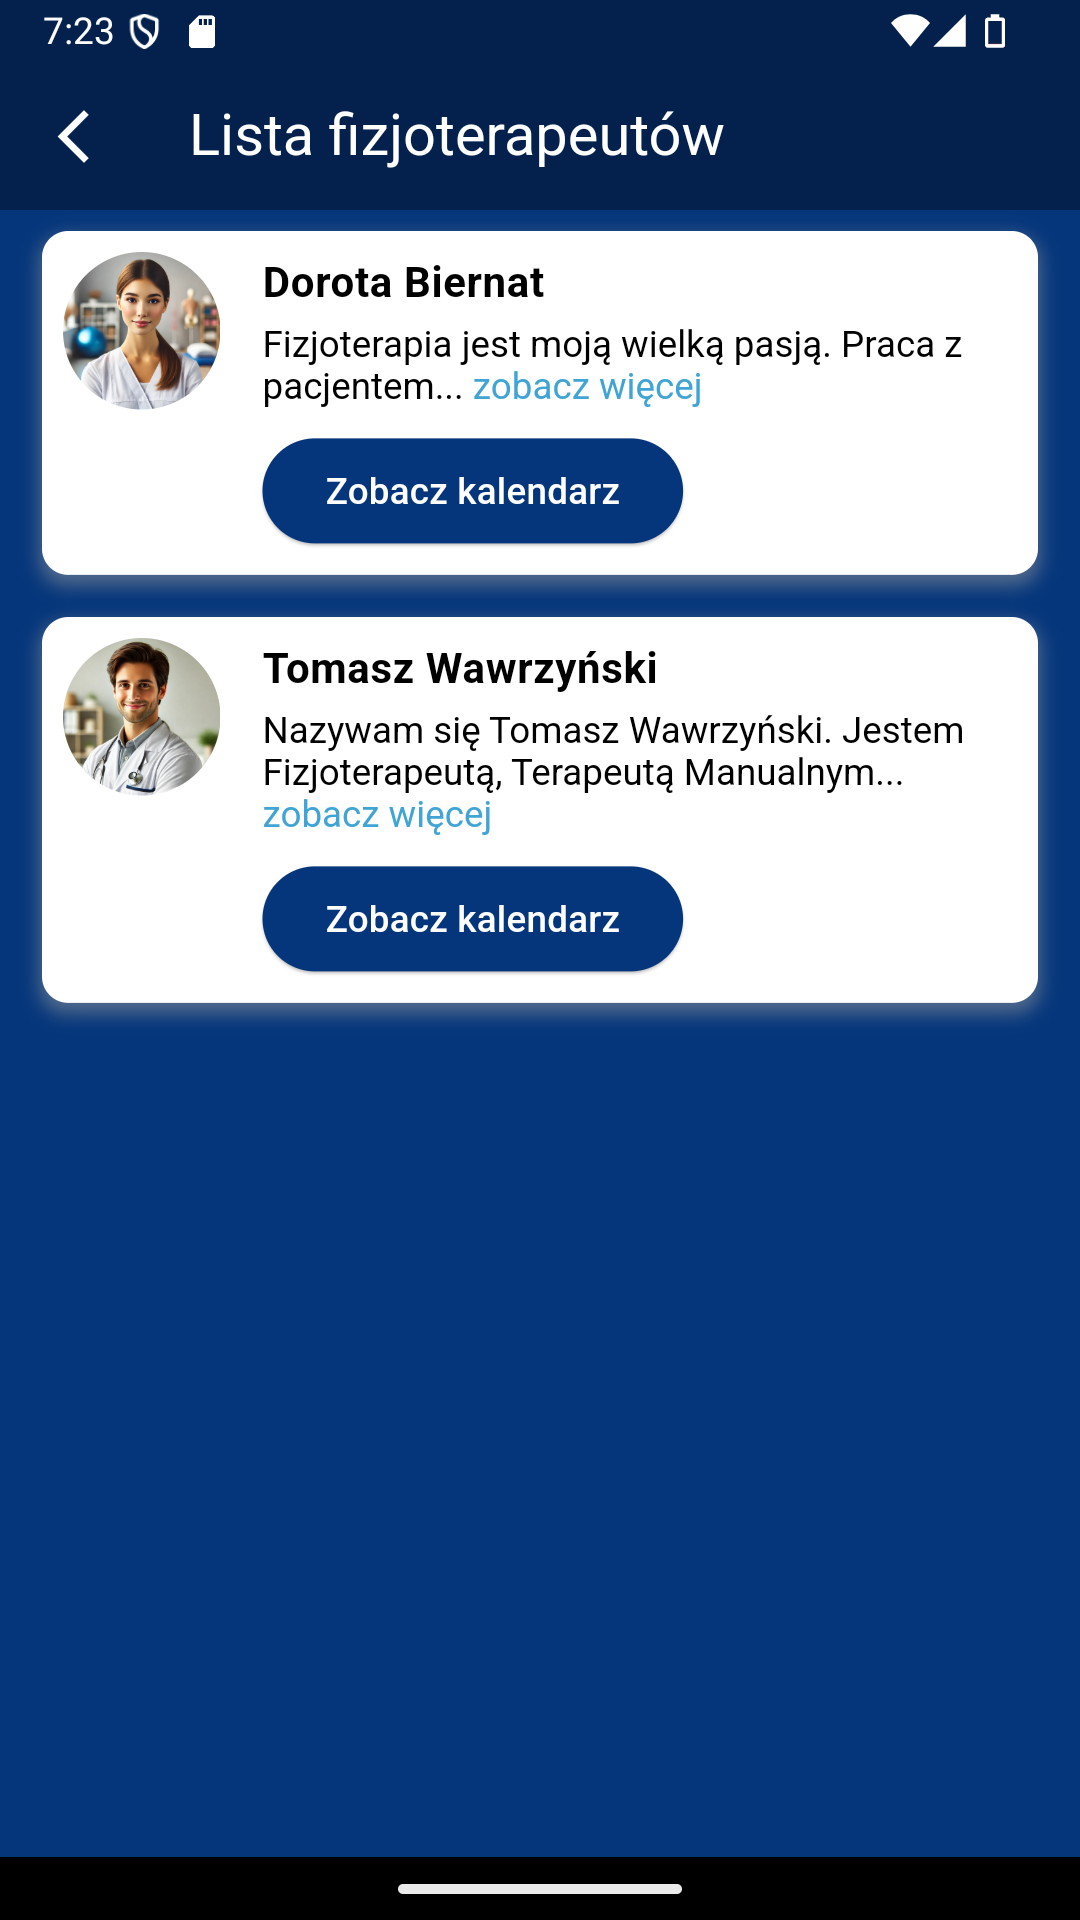 7:23
Lista fizjoterapeutów
Dorota Biernat
Fizjoterapia jest moją wielką pasją. Praca z
pacjentem... zobacz więcej
Zobacz kalendarz
Tomasz Wawrzyński
Nazywam się Tomasz Wawrzyński. Jestem
Fizjoterapeutą, Terapeutą Manualnym...
zobacz więcej
Zobacz kalendarz